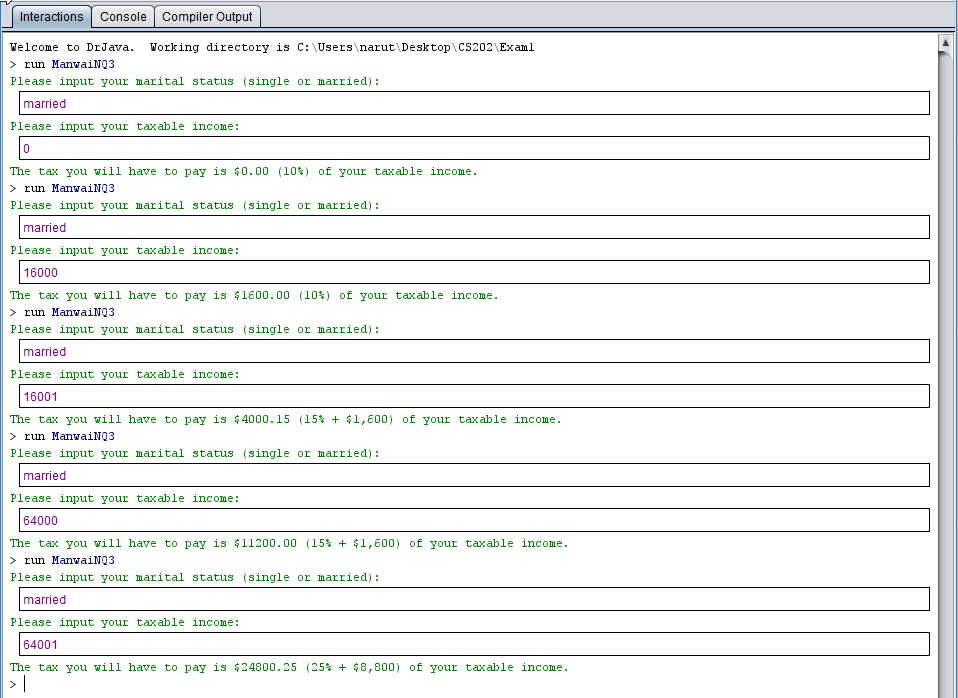 Interactions Console Compiler Output
Welcome to DrJava.  Working directory is C:\Users\narut\Desktop\CS202\Exam1
> run ManwaiNQ3
Please input your marital status (single or married):
married
Please input your taxable income:
0
The tax you will have to pay is $0.00 (10%) of your taxable income.
> run ManwaiNQ3
Please input your marital status (single or married):
married
Please input your taxable income:
16000
The tax you will have to pay is $1600.00 (10%) of your taxable income.
> run ManwaiNQ3
Please input your marital status (single or married):
married
Please input your taxable income:
16001
The tax you will have to pay is $4000.15 (15% + $1,600) of your taxable income.
> run ManwaiNQ3
Please input your marital status (single or married):
married
Please input your taxable income:
64000
The tax you will have to pay is $11200.00 (15% + $1,600) of your taxable income.
> run ManwaiNQ3
Please input your marital status (single or married):
married
Please input your taxable income:
64001
The tax you will have to pay is $24800.25 (25% + $8,800) of your taxable income.
>